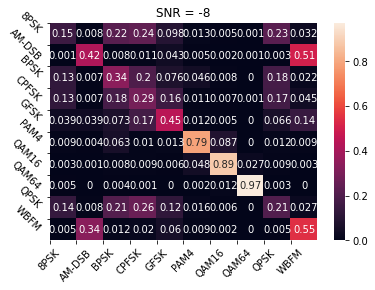 SNR = -8
8PSK 0.15 0.008 0.22 0.24 0.098 0.013 0.005 0.001 0.23 0.032
AM-DSB 0.001 0.42 0.008 0.011 0.043 0.005 0.002 0.001 0.003 0.51
BPSK 0.13 0.007 0.34 0.2 0.076 0.046 0.008 0 0.18 0.022
CPFSK 0.13 0.007 0.18 0.29 0.16 0.011 0.007 0.001 0.17 0.045
GFSK 0.039 0.039 0.073 0.17 0.45 0.012 0.005 0 0.066 0.14
PAM4 0.009 0.004 0.063 0.01 0.013 0.79 0.087 0 0.012 0.009
QAM16 0.003 0.001 0.008 0.009 0.006 0.048 0.89 0.027 0.009 0.003
QAM64 0.005 0 0.004 0.001 0 0.002 0.012 0.97 0.003 0
QPSK 0.14 0.008 0.21 0.26 0.12 0.016 0.006 0 0.21 0.027
WBFM 0.005 0.34 0.012 0.02 0.06 0.009 0.002 0 0.005 0.55
8PSK AM-DSB BPSK CPFSK GFSK PAM4 QAM16 QAM64 QPSK WBFM
0.8
0.6
0.4
0.2
0.0